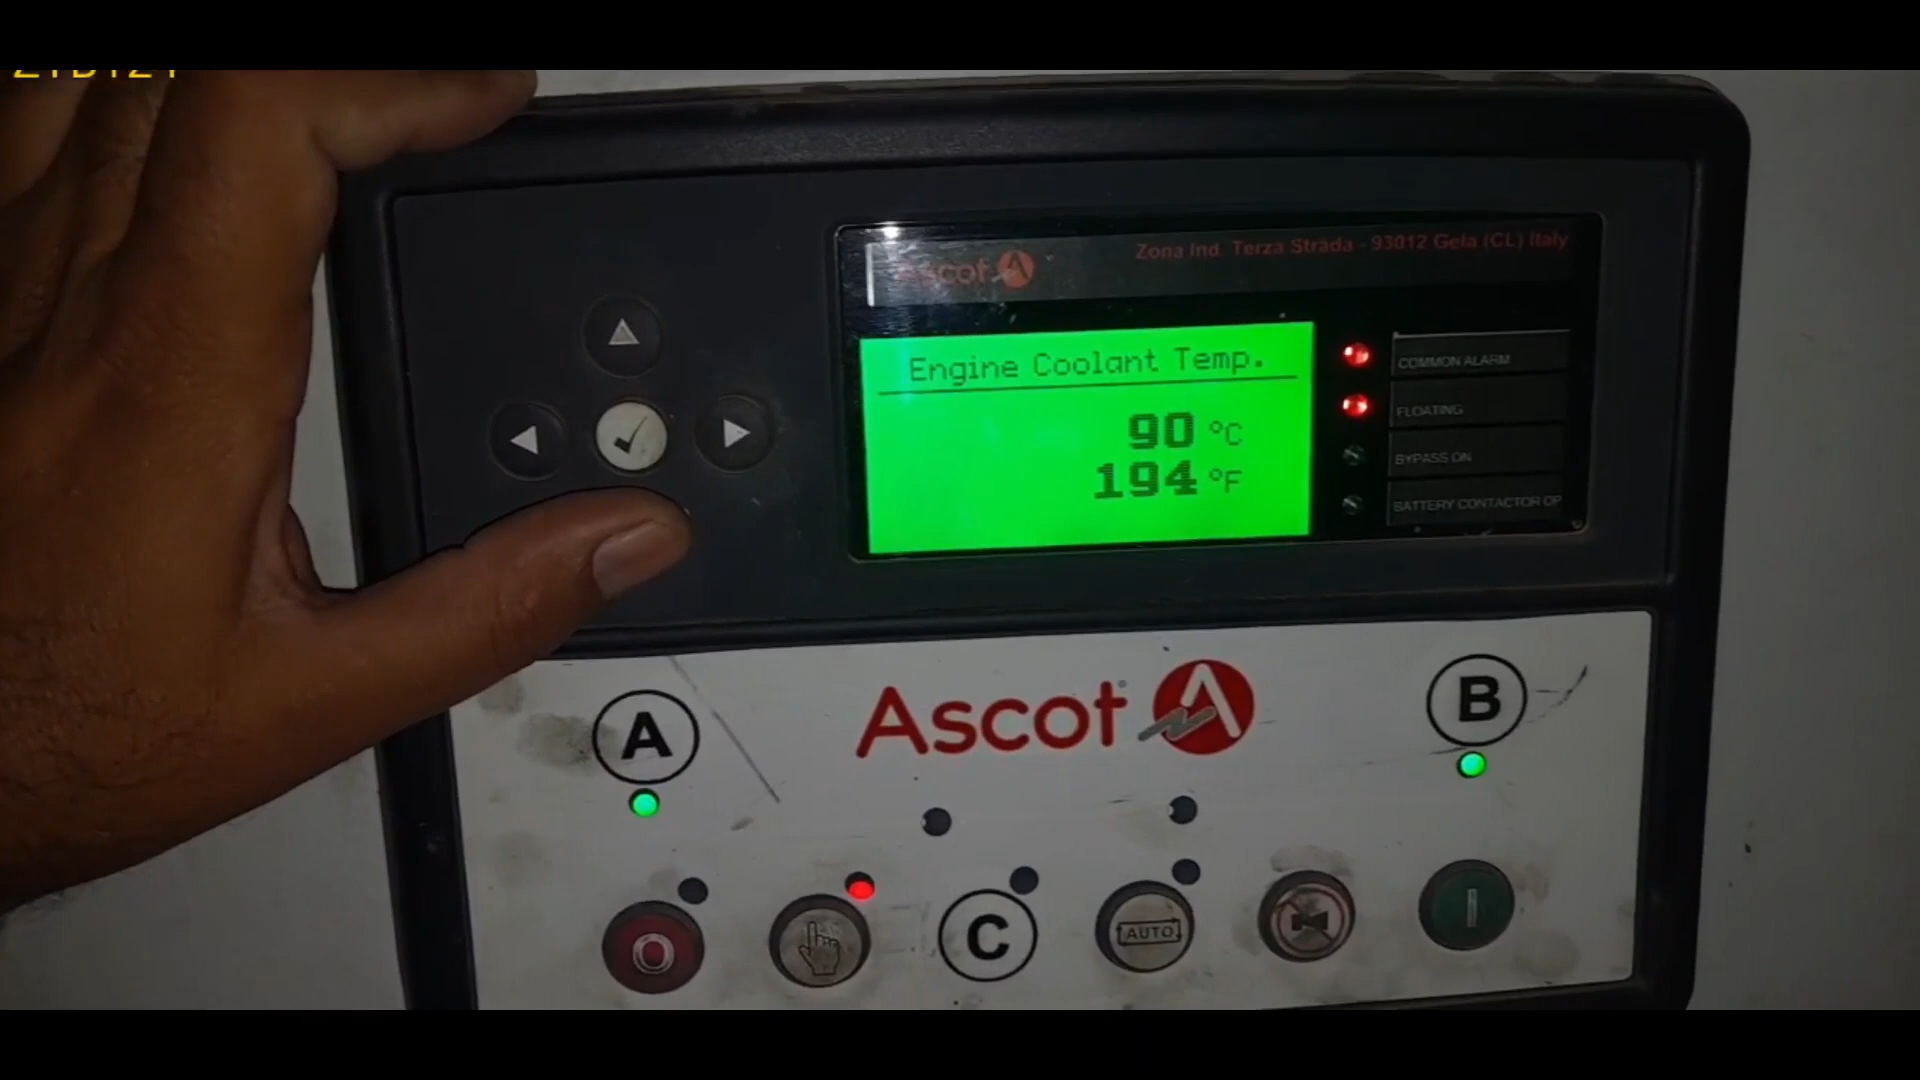 Zona Ind. Terza Strada - 93012 Gela (CL) Italy
Ascot
Engine Coolant Temp.
90 °C
194 °F
COMMON ALARM
FLOATING
BYPASS ON
BATTERY CONTACTOR OP
A
Ascot
B
O
C
AUTO
I